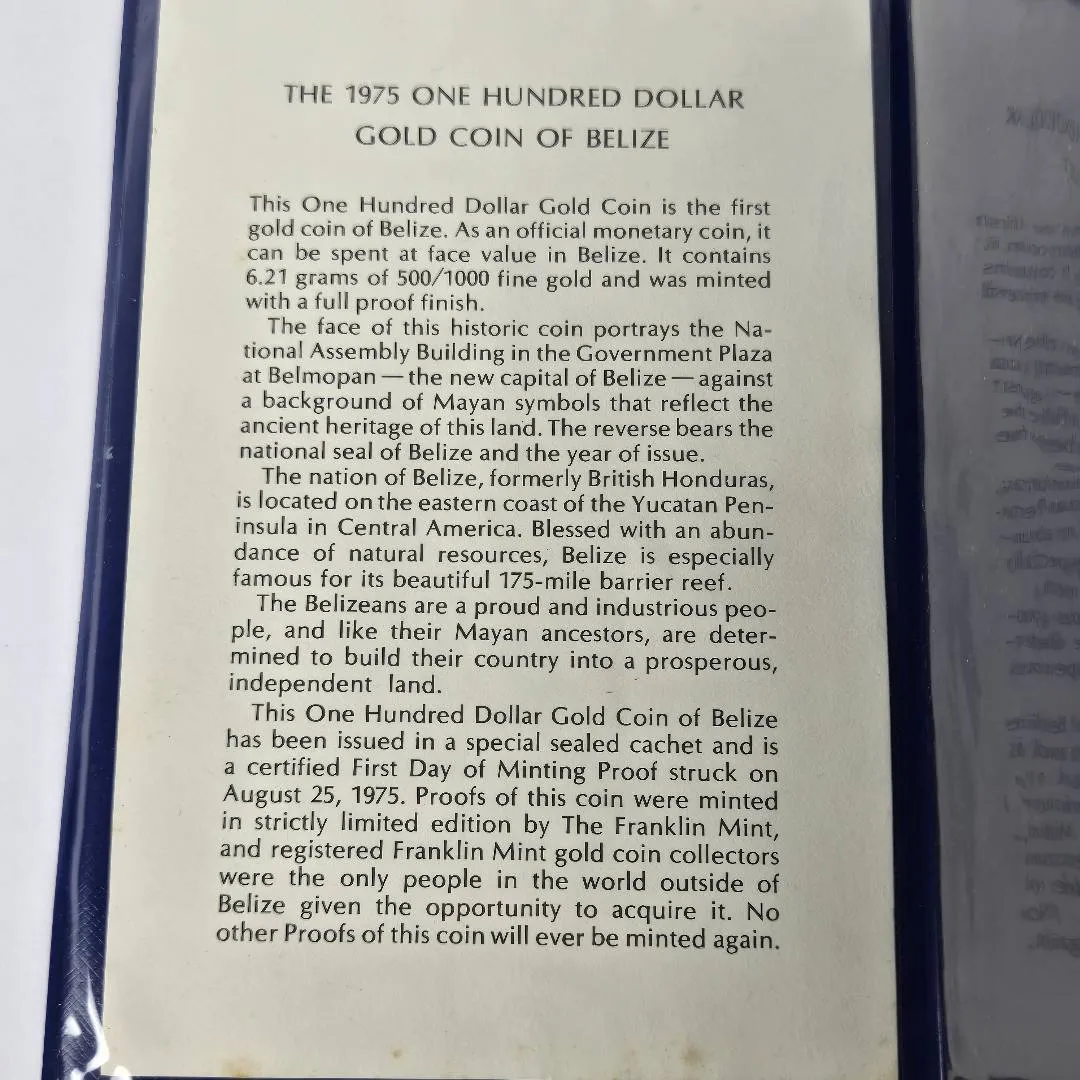 THE 1975 ONE HUNDRED DOLLAR
GOLD COIN OF BELIZE
This One Hundred Dollar Gold Coin is the first
gold coin of Belize. As an official monetary coin, it
can be spent at face value in Belize. It contains
6.21 grams of 500/1000 fine gold and was minted
with a full proof finish.
The face of this historic coin portrays the Na-
tional Assembly Building in the Government Plaza
at Belmopan — the new capital of Belize — against
a background of Mayan symbols that reflect the
ancient heritage of this land. The reverse bears the
national seal of Belize and the year of issue.
The nation of Belize, formerly British Honduras,
is located on the eastern coast of the Yucatan Pen-
insula in Central America. Blessed with an abun-
dance of natural resources, Belize is especially
famous for its beautiful 175-mile barrier reef.
The Belizeans are a proud and industrious peo-
ple, and like their Mayan ancestors, are deter-
mined to build their country into a prosperous,
independent land.
This One Hundred Dollar Gold Coin of Belize
has been issued in a special sealed cachet and is
a certified First Day of Minting Proof struck on
August 25, 1975. Proofs of this coin were minted
in strictly limited edition by The Franklin Mint,
and registered Franklin Mint gold coin collectors
were the only people in the world outside of
Belize given the opportunity to acquire it. No
other Proofs of this coin will ever be minted again.